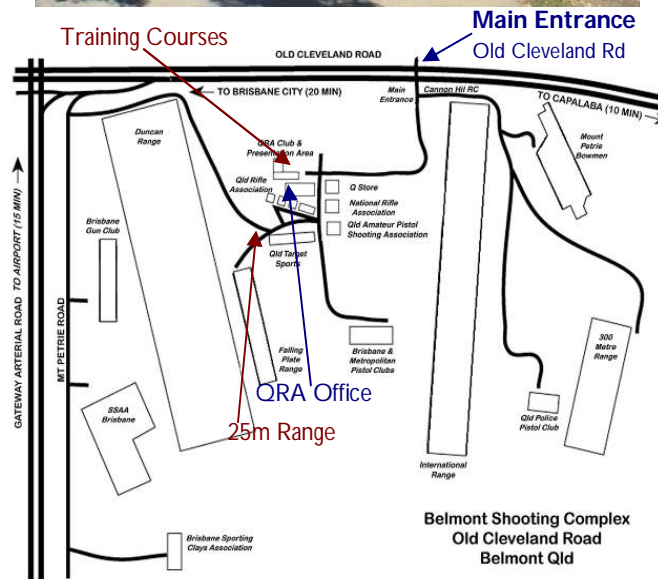 Main Entrance
Old Cleveland Rd
Training Courses
OLD CLEVELAND ROAD
TO BRISBANE CITY (20 MIN)
Main
Entrance
Cannon Hil RC
TO CAPALABA (10 MIN)
Duncan
Range
QRA Club &
Presentation Area
Mount
Petrie
Bowmen
Qld Rifle
Association
Q Store
National Rifle
Association
Qld Amateur Pistol
Shooting Association
Brisbane
Gun Club
Qld Target
Sports
GATEWAY ARTERIAL ROAD TO AIRPORT (15 MIN)
MT PETRIE ROAD
Falling
Plate
Range
Brisbane &
Metropolitan
Pistol Clubs
300
Metre
Range
QRA Office
25m Range
SSAA
Brisbane
Qld Police
Pistol Club
International
Range
Brisbane Sporting
Clays Association
Belmont Shooting Complex
Old Cleveland Road
Belmont Qld